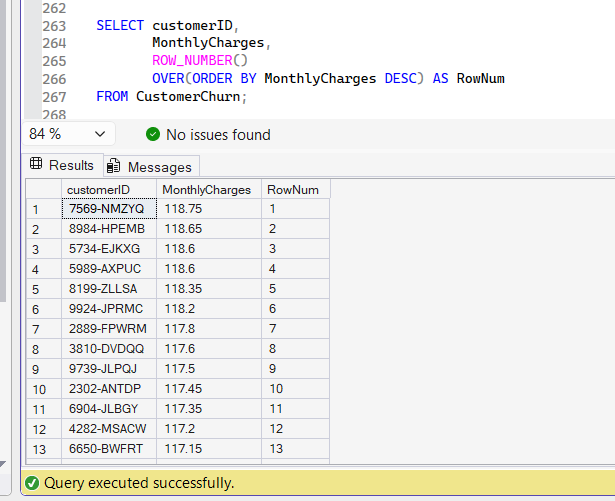 262
263 SELECT customerID,
264 MonthlyCharges,
265 ROW_NUMBER()
266 OVER(ORDER BY MonthlyCharges DESC) AS RowNum
267 FROM CustomerChurn;
268
84 %
No issues found
Results Messages
customerID MonthlyCharges RowNum
1 7569-NMZYQ 118.75 1
2 8984-HPEMB 118.65 2
3 5734-EJKXG 118.6 3
4 5989-AXPUC 118.6 4
5 8199-ZLLSA 118.35 5
6 9924-JPRMC 118.2 6
7 2889-FPWRM 117.8 7
8 3810-DVDQQ 117.6 8
9 9739-JLPQJ 117.5 9
10 2302-ANTDP 117.45 10
11 6904-JLBGY 117.35 11
12 4282-MSACW 117.2 12
13 6650-BWFRT 117.15 13
Query executed successfully.